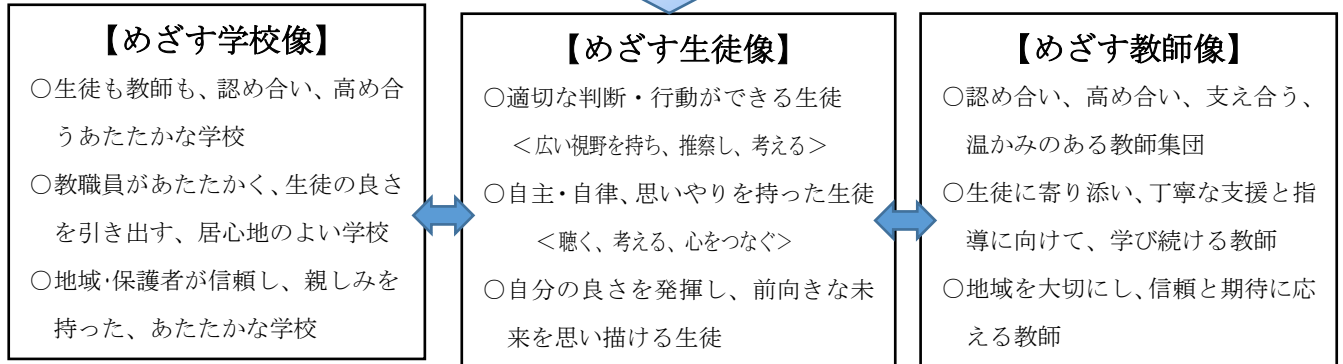 【めざす学校像】
○生徒も教師も、認め合い、高め合
うあたたかな学校
○教職員があたたかく、生徒の良さ
を引き出す、居心地のよい学校
○地域・保護者が信頼し、親しみを
持った、あたたかな学校
【めざす生徒像】
○適切な判断・行動ができる生徒
＜広い視野を持ち、推察し、考える＞
○自主・自律、思いやりを持った生徒
＜聴く、考える、心をつなぐ＞
○自分の良さを発揮し、前向きな未
来を思い描ける生徒
【めざす教師像】
○認め合い、高め合い、支え合う、
温かみのある教師集団
○生徒に寄り添い、丁寧な支援と指
導に向けて、学び続ける教師
○地域を大切にし、信頼と期待に応
える教師